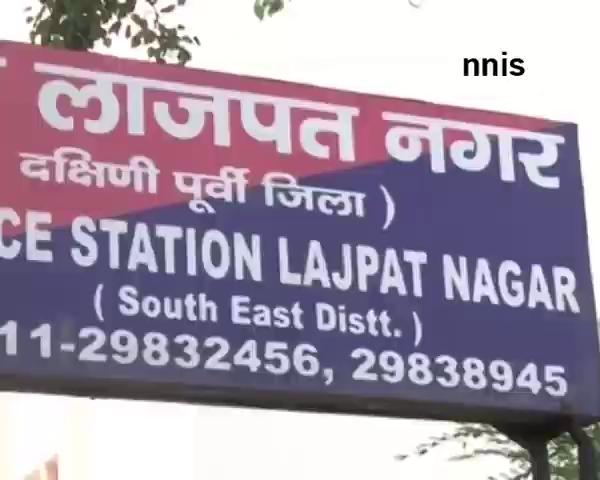 nnis
लाजपत नगर
दक्षिणी पूर्वी जिला )
CE STATION LAJPAT NAGAR
( South East Distt. )
11-29832456, 29838945